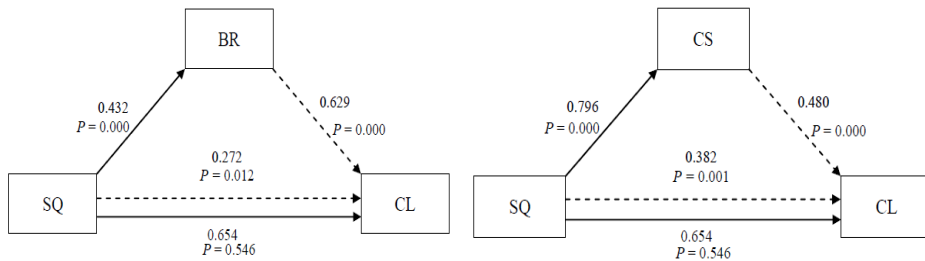 BR
0.432
P = 0.000
0.629
P = 0.000
0.272
P = 0.012
SQ
CL
0.654
P = 0.546
CS
0.796
P = 0.000
0.480
P = 0.000
0.382
P = 0.001
SQ
CL
0.654
P = 0.546